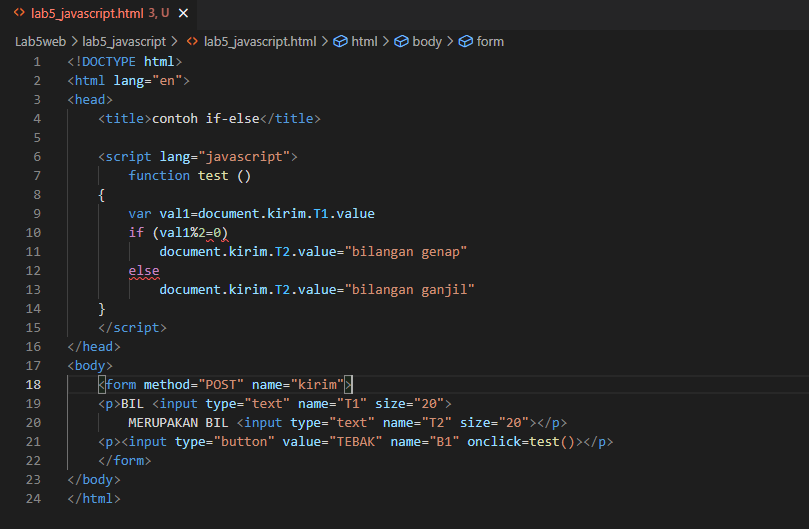 lab5_javascript.html 3, U
Lab5web > lab5_javascript > lab5_javascript.html > html > body > form
1 <!DOCTYPE html>
2 <html lang="en">
3 <head>
4     <title>contoh if-else</title>
5
6     <script lang="javascript">
7         function test ()
8     {
9         var val1=document.kirim.T1.value
10         if (val1%2=0)
11             document.kirim.T2.value="bilangan genap"
12         else
13             document.kirim.T2.value="bilangan ganjil"
14     }
15     </script>
16 </head>
17 <body>
18     <form method="POST" name="kirim">
19     <p>BIL <input type="text" name="T1" size="20">
20         MERUPAKAN BIL <input type="text" name="T2" size="20"></p>
21     <p><input type="button" value="TEBAK" name="B1" onclick=test()></p>
22     </form>
23 </body>
24 </html>